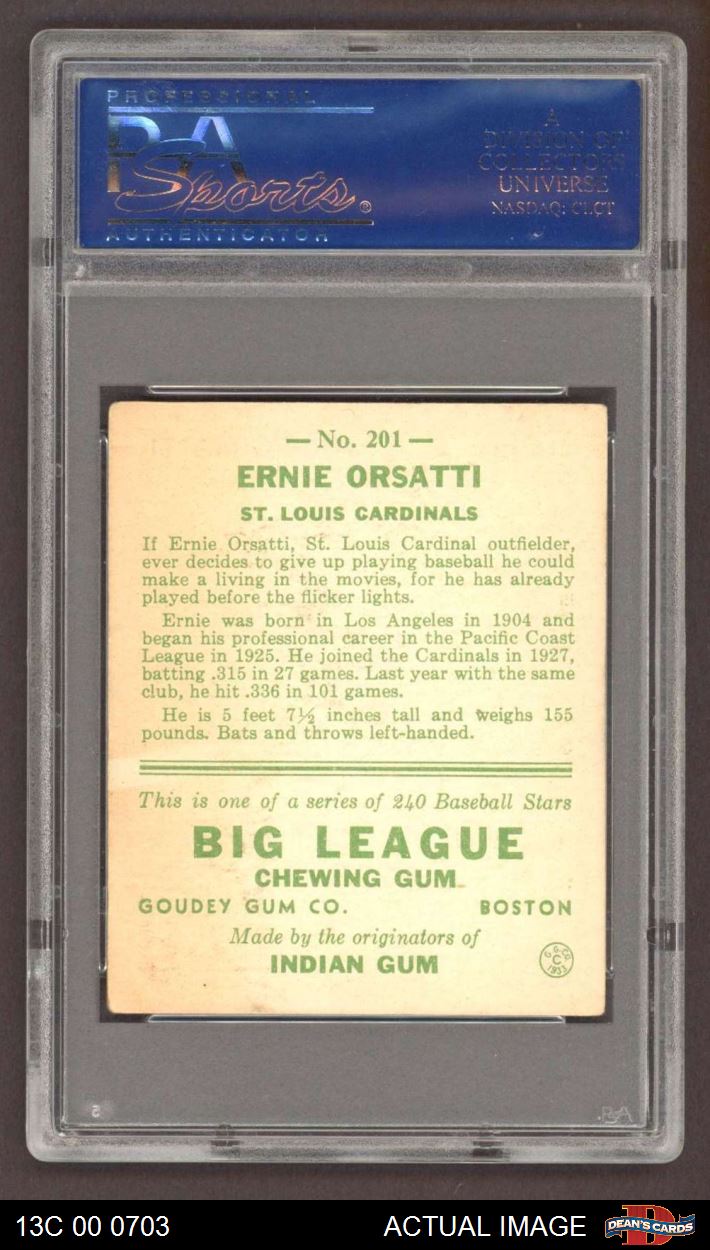 PROFESSIONAL
PSA
Sports®
AUTHENTICATOR
A
DIVISION OF
COLLECTORS
UNIVERSE
NASDAQ: CLCT
— No. 201 —
ERNIE ORSATTI
ST. LOUIS CARDINALS
If Ernie Orsatti, St. Louis Cardinal outfielder,
ever decides to give up playing baseball he could
make a living in the movies, for he has already
played before the flicker lights.
Ernie was born in Los Angeles in 1904 and
began his professional career in the Pacific Coast
League in 1925. He joined the Cardinals in 1927,
batting .315 in 27 games. Last year with the same
club, he hit .336 in 101 games.
He is 5 feet 7½ inches tall and weighs 155
pounds. Bats and throws left-handed.
This is one of a series of 240 Baseball Stars
BIG LEAGUE
CHEWING GUM
GOUDEY GUM CO. BOSTON
Made by the originators of
INDIAN GUM
G.G.CO.
C
1933
PSA
13C 00 0703 ACTUAL IMAGE DEAN'S CARDS